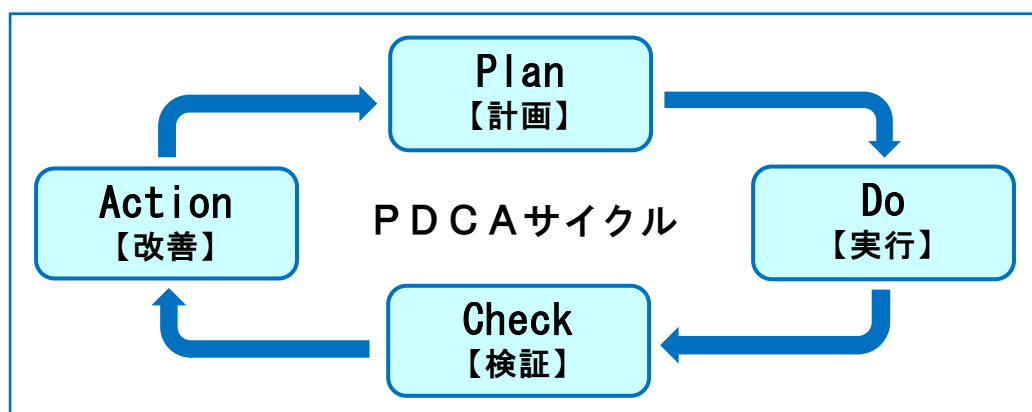 Plan
【計画】
Action
【改善】
ＰＤＣＡサイクル
Do
【実行】
Check
【検証】